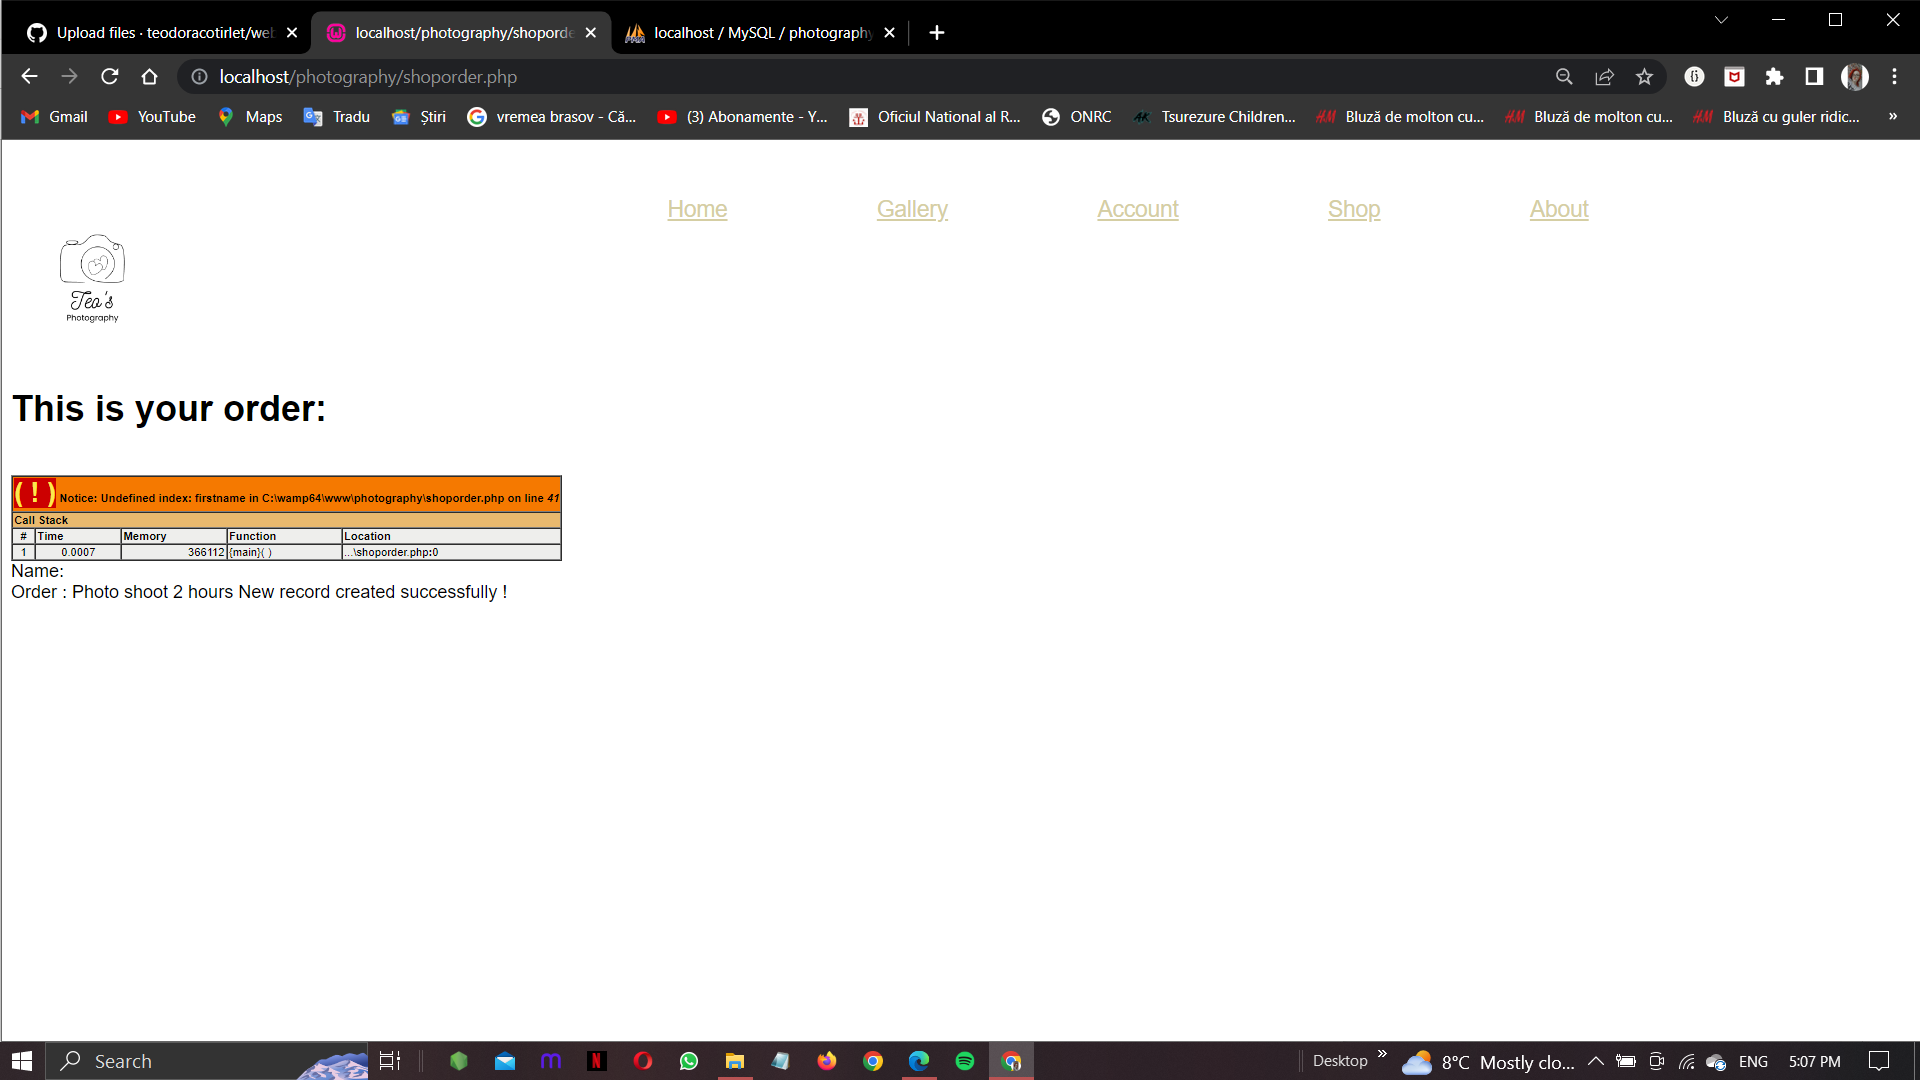 Upload files · teodoracotirlet/we
localhost/photography/shoporde
localhost / MySQL / photography
localhost/photography/shoporder.php
Gmail
YouTube
Maps
Tradu
Știri
vremea brasov - Că...
(3) Abonamente - Y...
Oficiul National al R...
ONRC
Tsurezure Children...
Bluză de molton cu...
Bluză de molton cu...
Bluză cu guler ridic...
»
Home
Gallery
Account
Shop
About
Teo's
Photography
This is your order:
( ! ) Notice: Undefined index: firstname in C:\wamp64\www\photography\shoporder.php on line 41
Call Stack
# Time Memory Function Location
1 0.0007 366112 {main}( ) ...\shoporder.php:0
Name:
Order : Photo shoot 2 hours New record created successfully !
Search
Desktop »
8°C Mostly clo...
ENG
5:07 PM